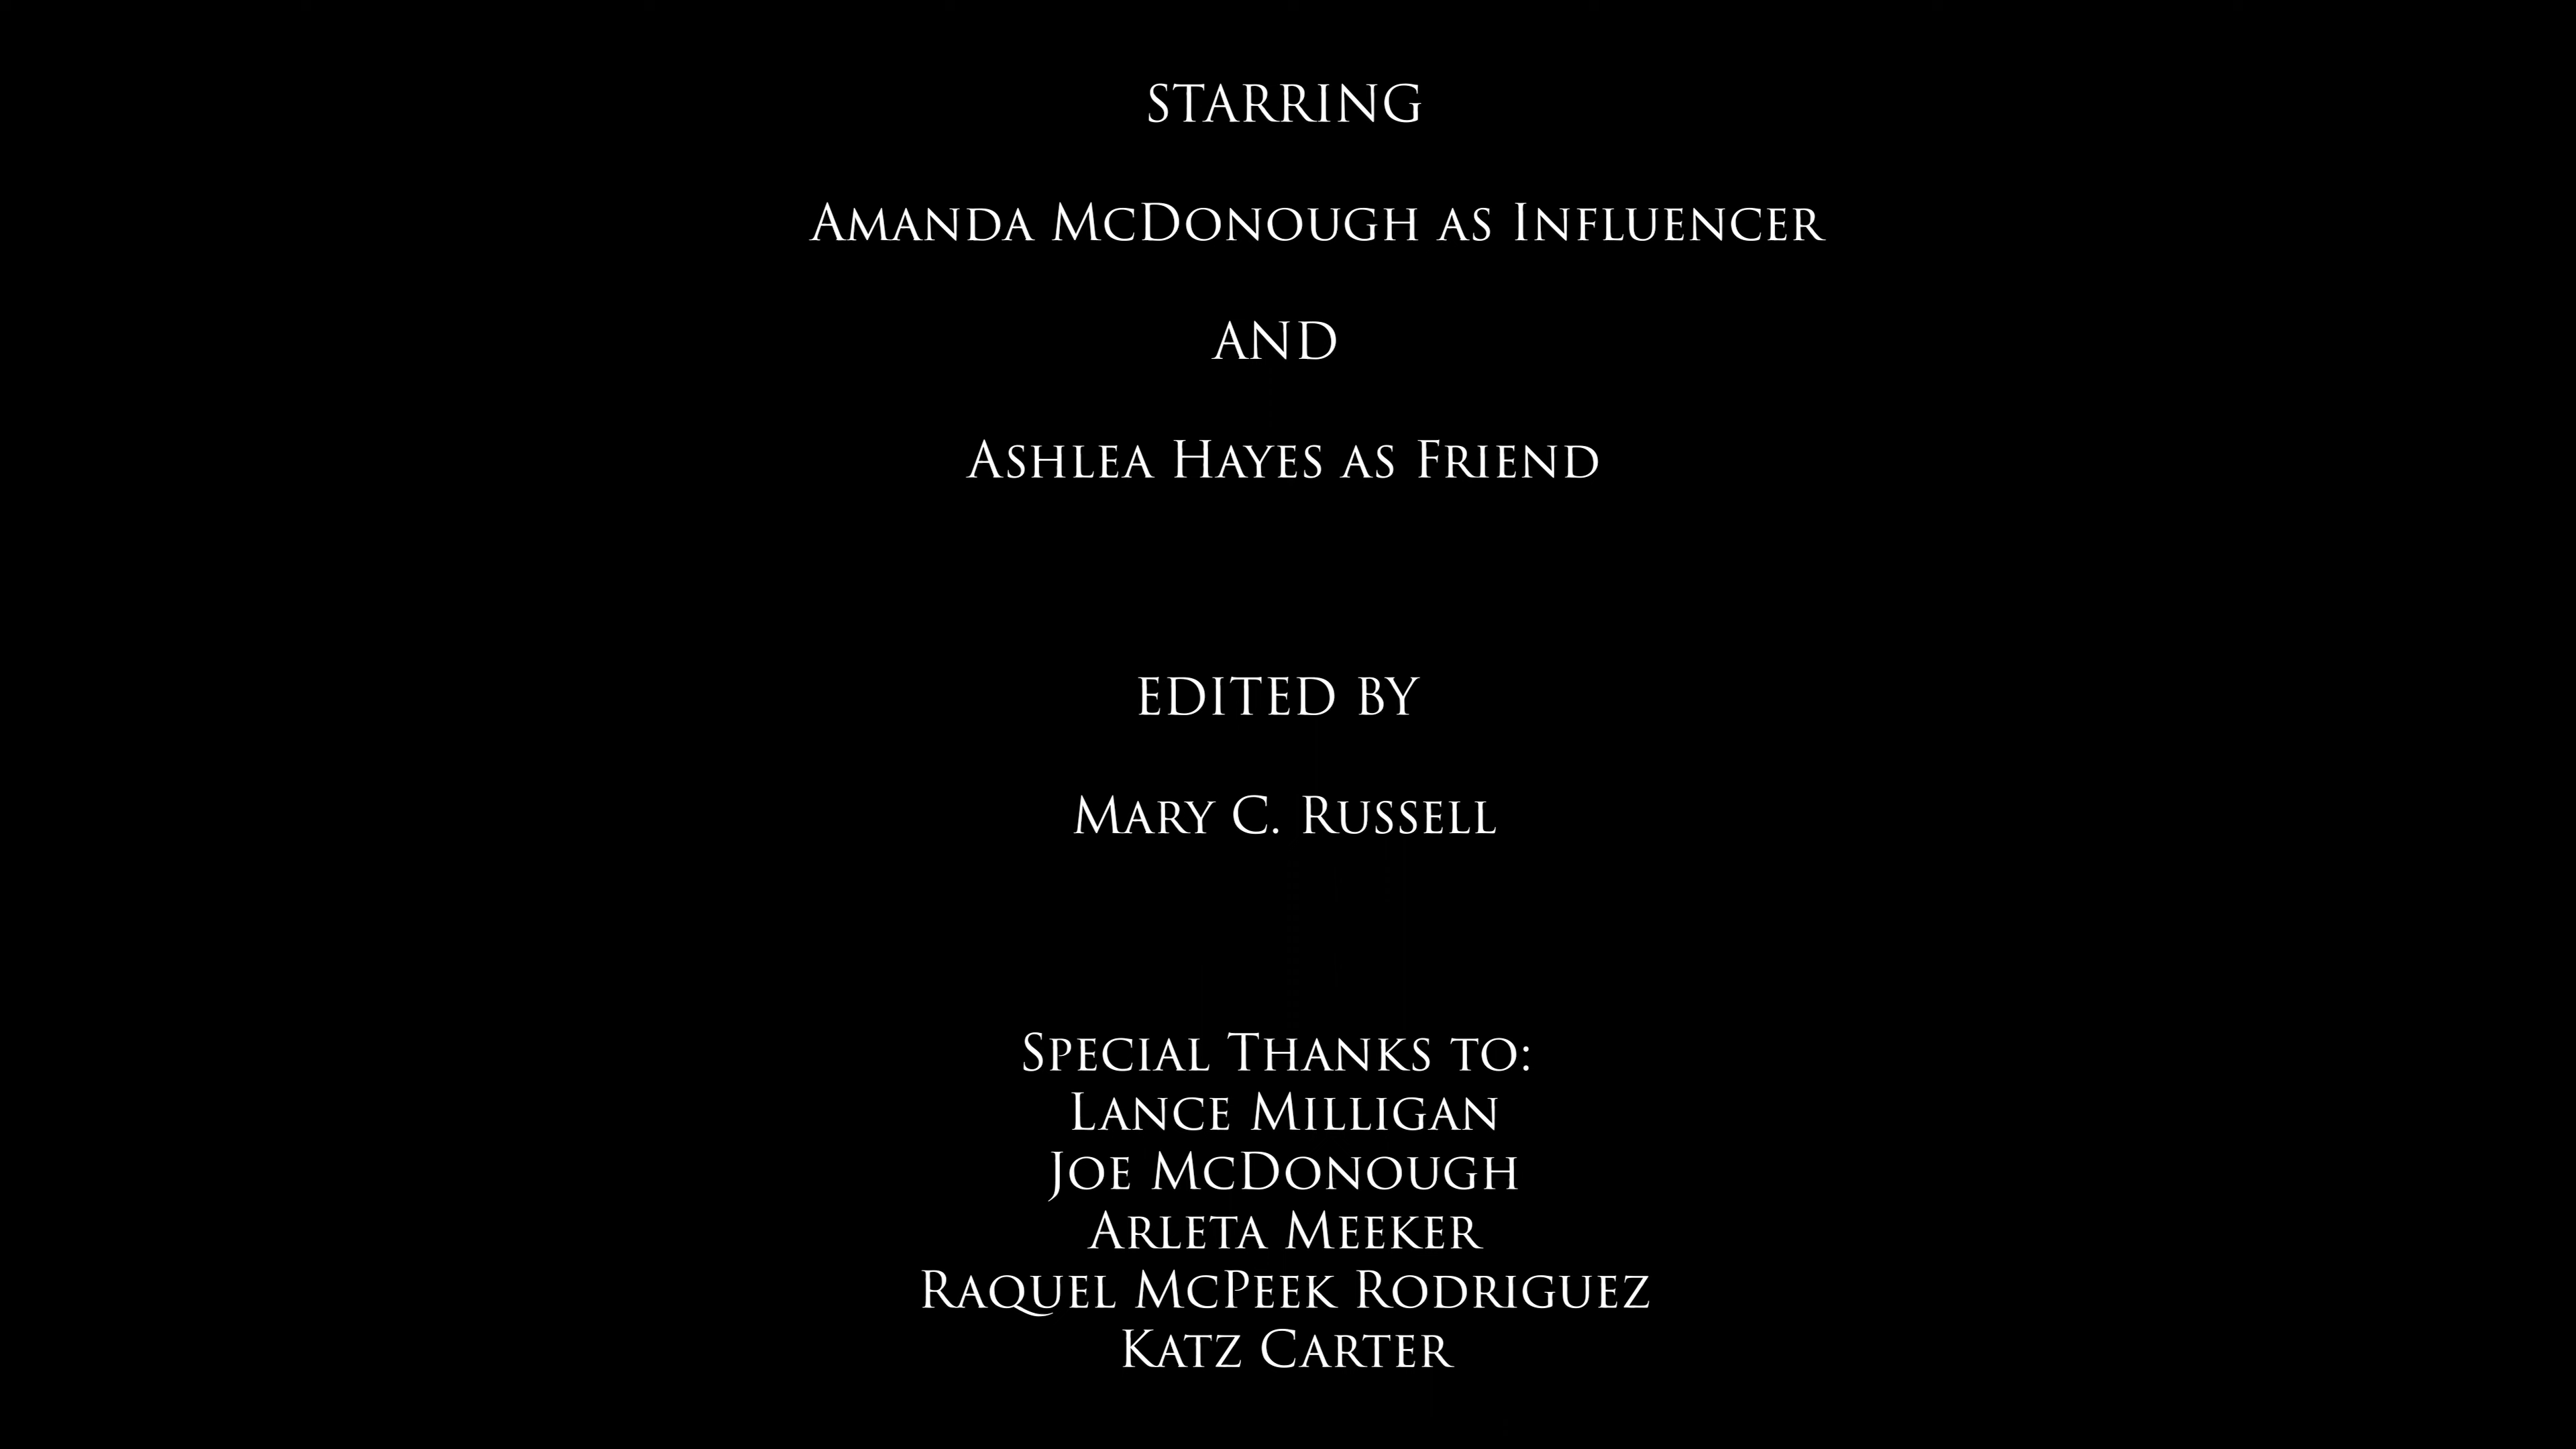 STARRING
Amanda McDonough as Influencer
AND
Ashlea Hayes as Friend
EDITED BY
Mary C. Russell
Special Thanks to:
Lance Milligan
Joe McDonough
Arleta Meeker
Raquel McPeek Rodriguez
Katz Carter